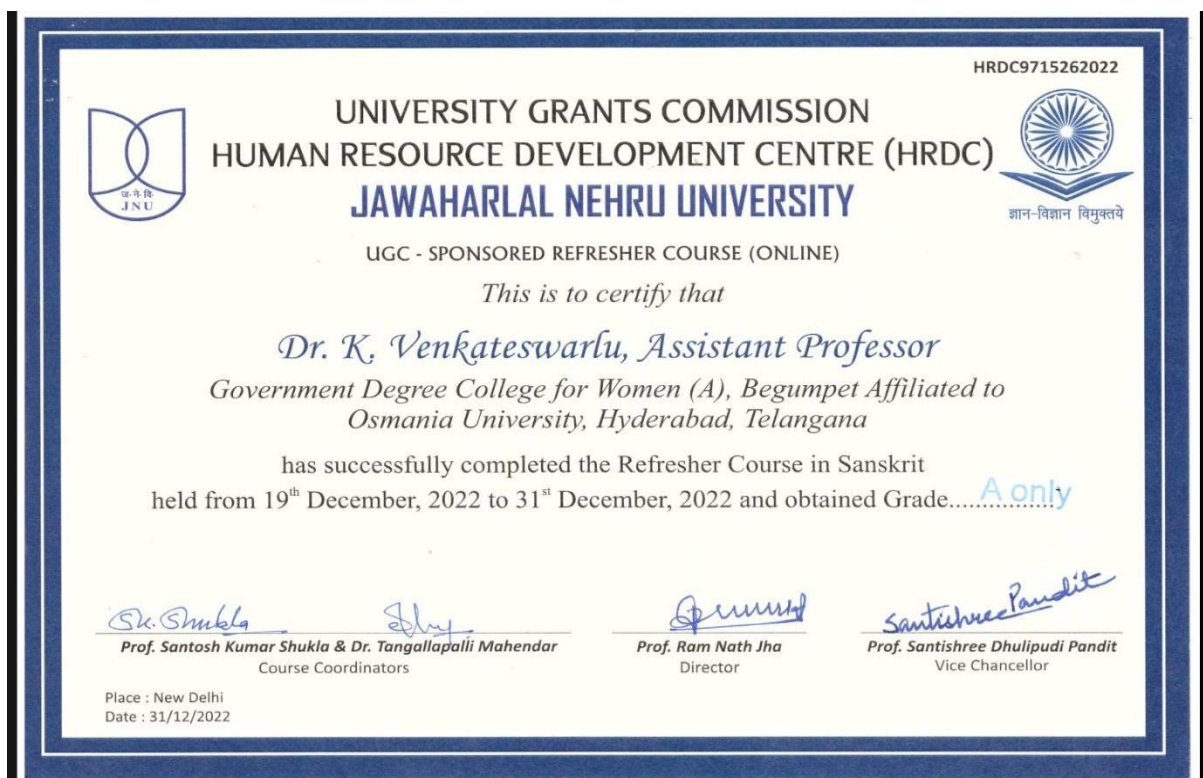 HRDC9715262022
UNIVERSITY GRANTS COMMISSION
HUMAN RESOURCE DEVELOPMENT CENTRE (HRDC)
JAWAHARLAL NEHRU UNIVERSITY
ज.ने.वि.
JNU
ज्ञान-विज्ञान विमुक्तये
UGC - SPONSORED REFRESHER COURSE (ONLINE)
This is to certify that
Dr. K. Venkateswarlu, Assistant Professor
Government Degree College for Women (A), Begumpet Affiliated to
Osmania University, Hyderabad, Telangana
has successfully completed the Refresher Course in Sanskrit
held from 19th December, 2022 to 31st December, 2022 and obtained Grade................ A only
SK. Shukla
Santishree Pandit
Prof. Santosh Kumar Shukla & Dr. Tangallapalli Mahendar
Course Coordinators
Prof. Ram Nath Jha
Director
Prof. Santishree Dhulipudi Pandit
Vice Chancellor
Place : New Delhi
Date : 31/12/2022